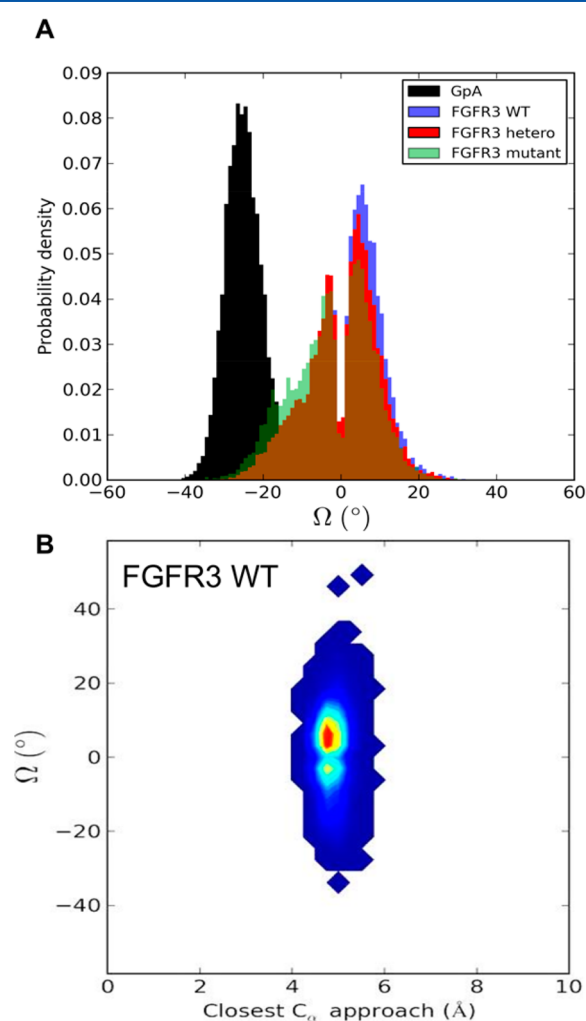 A
0.09
0.08
0.07
0.06
0.05
0.04
0.03
0.02
0.01
0.00
Probability density
GpA
FGFR3 WT
FGFR3 hetero
FGFR3 mutant
−60 −40 −20 0 20 40 60
Ω (°)
B
FGFR3 WT
40
20
0
−20
−40
Ω (°)
0 2 4 6 8 10
Closest Cα approach (Å)